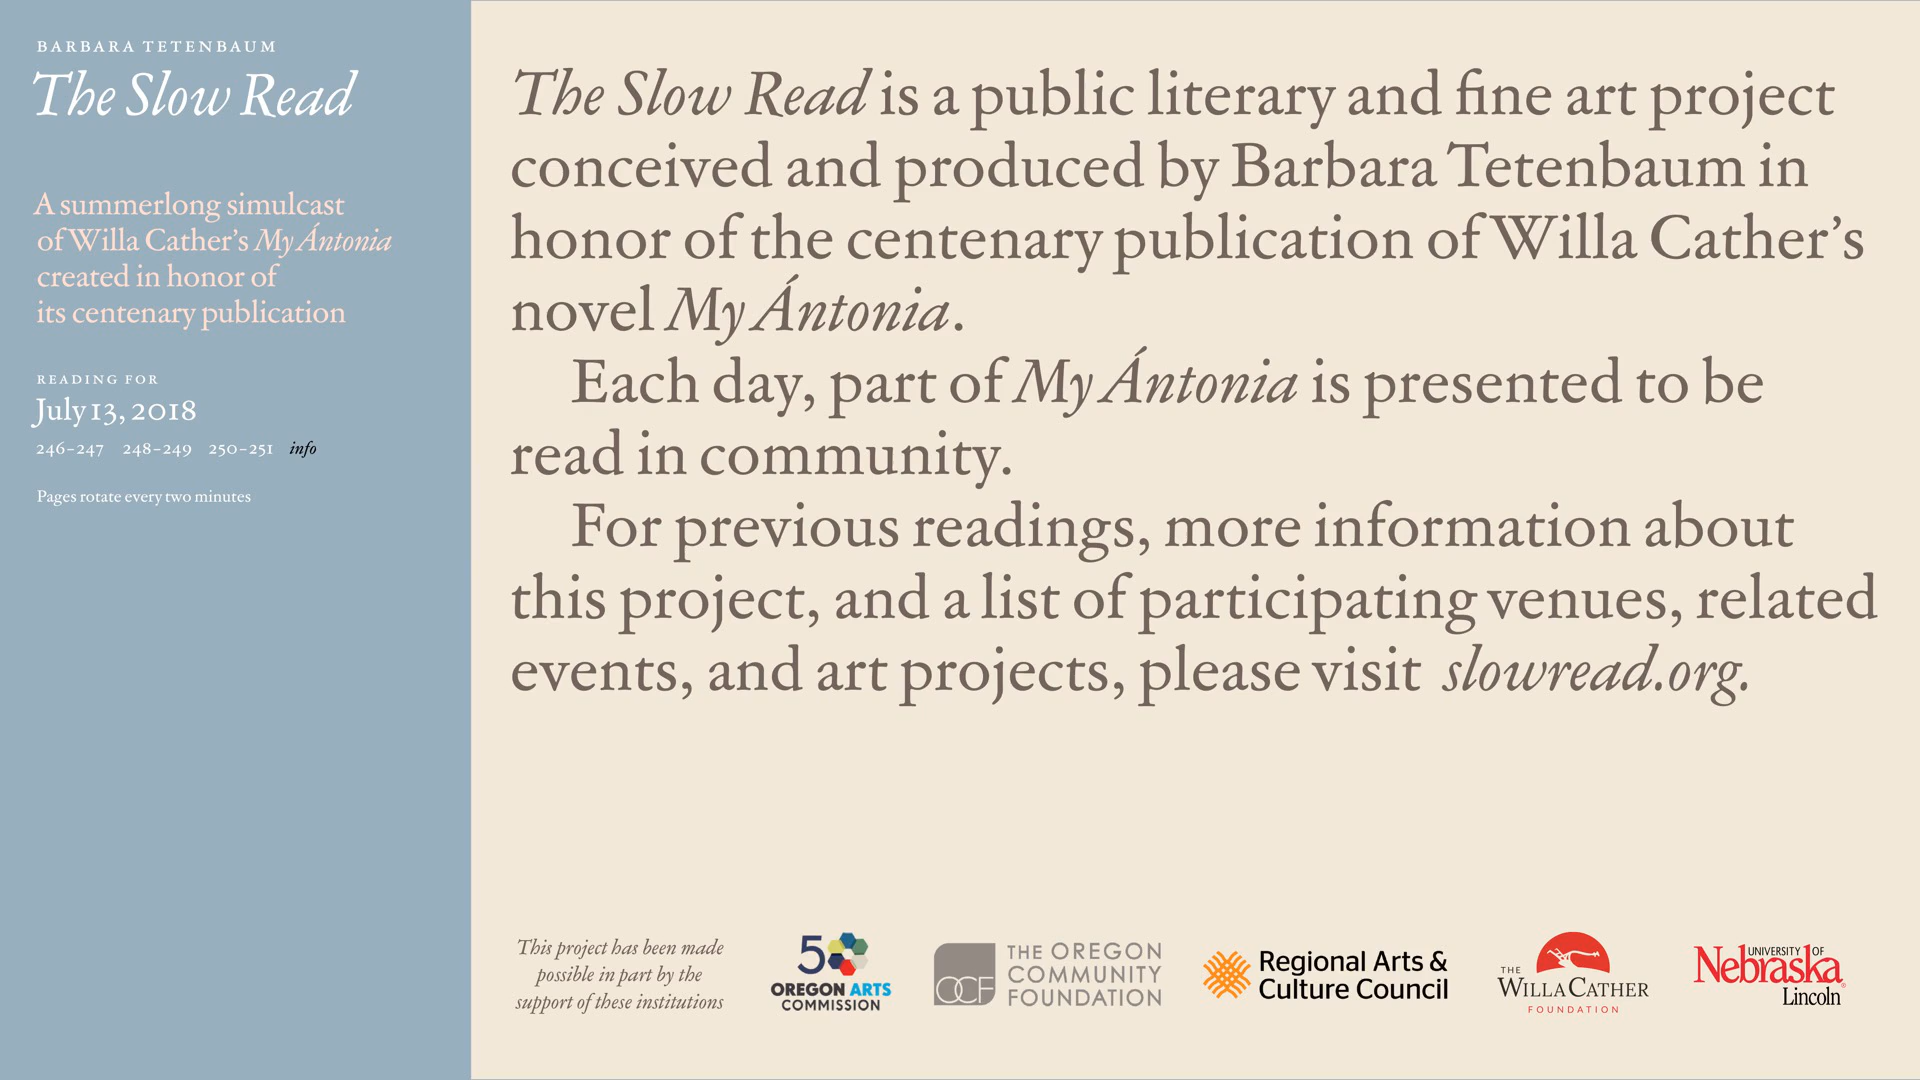 BARBARA TETENBAUM
The Slow Read
A summerlong simulcast
of Willa Cather’s My Ántonia
created in honor of
its centenary publication
READING FOR
July 13, 2018
246–247 248–249 250–251 info
Pages rotate every two minutes
The Slow Read is a public literary and fine art project
conceived and produced by Barbara Tetenbaum in
honor of the centenary publication of Willa Cather’s
novel My Ántonia.
Each day, part of My Ántonia is presented to be
read in community.
For previous readings, more information about
this project, and a list of participating venues, related
events, and art projects, please visit slowread.org.
This project has been made
possible in part by the
support of these institutions
50
OREGON ARTS
COMMISSION
OCF
THE OREGON
COMMUNITY
FOUNDATION
Regional Arts &
Culture Council
THE
WILLA CATHER
FOUNDATION
UNIVERSITY OF
Nebraska
Lincoln